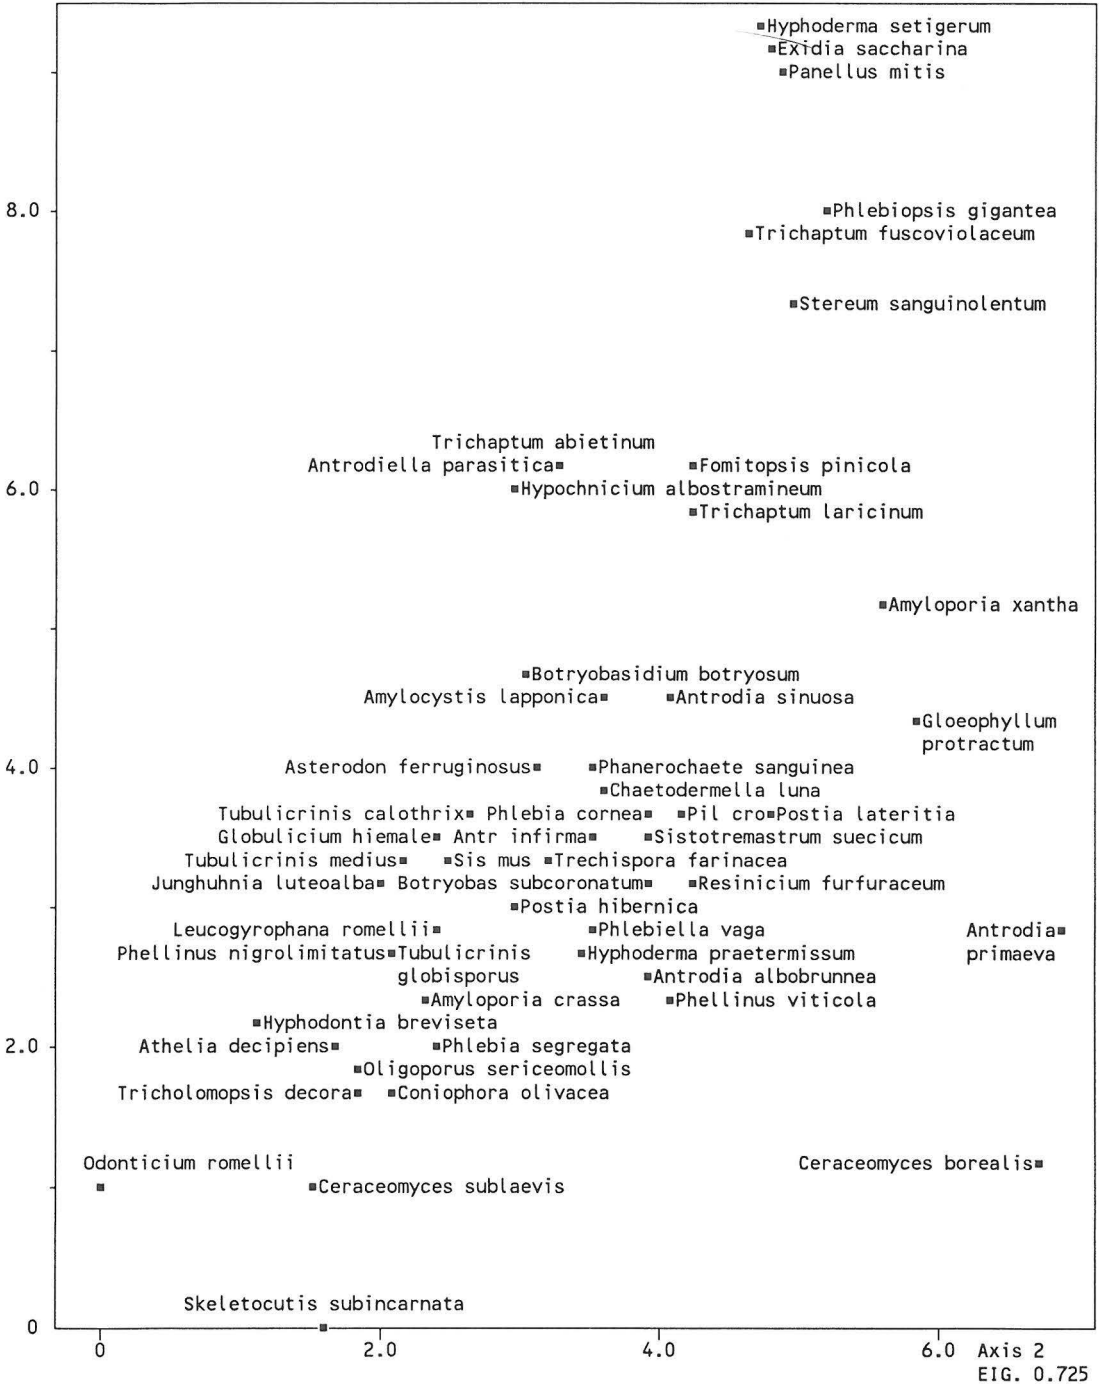 Hyphoderma setigerum
Exidia saccharina
Panellus mitis
8.0 Phlebiopsis gigantea
Trichaptum fuscoviolaceum
Stereum sanguinolentum
Trichaptum abietinum
Antrodiella parasitica Fomitopsis pinicola
6.0 Hypochnicium albostramineum
Trichaptum laricinum
Amyloporia xantha
Botryobasidium botryosum
Amylocystis lapponica Antrodia sinuosa
Gloeophyllum
protractum
4.0 Asterodon ferruginosus Phanerochaete sanguinea
Chaetodermella luna
Tubulicrinis calothrix Phlebia cornea Pil cro Postia lateritia
Globulicium hiemale Antr infirma Sistotremastrum suecicum
Tubulicrinis medius Sis mus Trechispora farinacea
Junghuhnia luteoalba Botryobas subcoronatum Resinicium furfuraceum
Postia hibernica
Leucogyrophana romellii Phlebiella vaga Antrodia
Phellinus nigrolimitatus Tubulicrinis Hyphoderma praetermissum primaeva
globisporus Antrodia albobrunnea
Amyloporia crassa Phellinus viticola
Hyphodontia breviseta
2.0 Athelia decipiens Phlebia segregata
Oligoporus sericeomollis
Tricholomopsis decora Coniophora olivacea
Odonticium romellii Ceraceomyces borealis
Ceraceomyces sublaevis
Skeletocutis subincarnata
0
0 2.0 4.0 6.0 Axis 2
EIG. 0.725